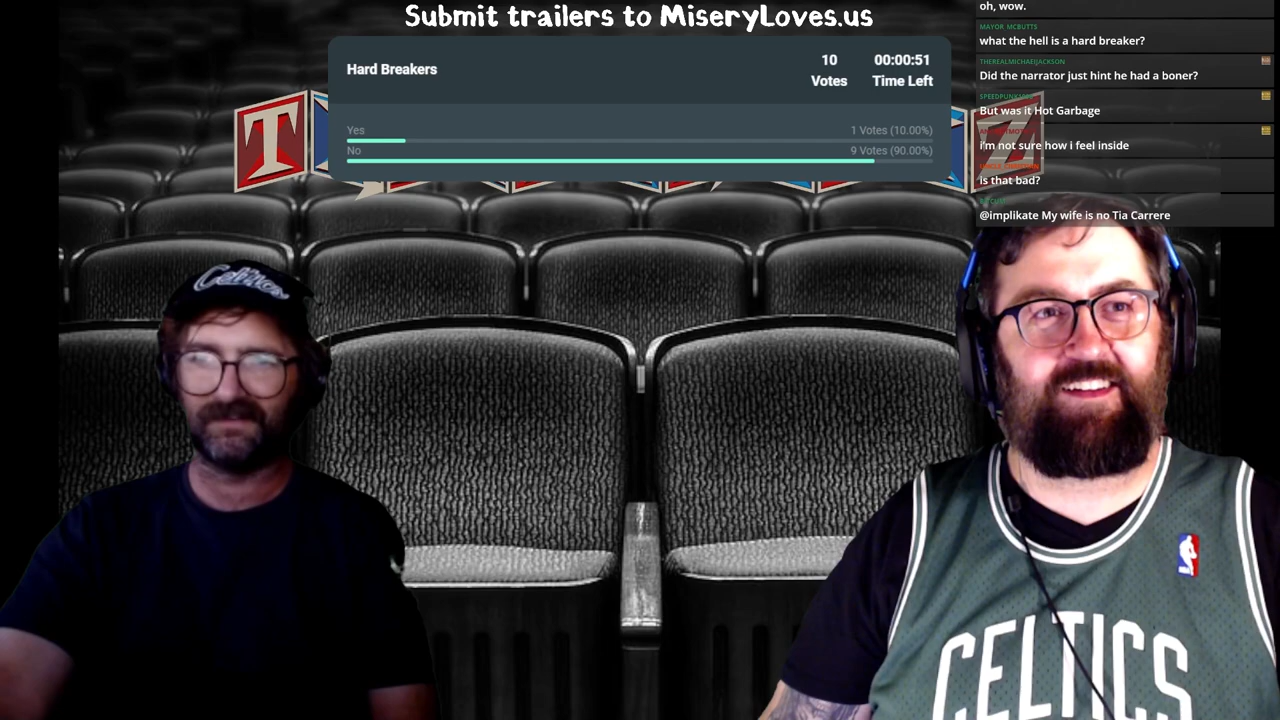 Submit trailers to MiseryLoves.us
Hard Breakers
10
Votes
00:00:51
Time Left
Yes
1 Votes (10.00%)
No
9 Votes (90.00%)
T
Z
oh, wow.
MAYOR_MCBUTTS
what the hell is a hard breaker?
THEREALMICHAELJACKSON
Did the narrator just hint he had a boner?
But was it Hot Garbage
i'm not sure how i feel inside
is that bad?
@implikate My wife is no Tia Carrere
Celtics
CELTICS